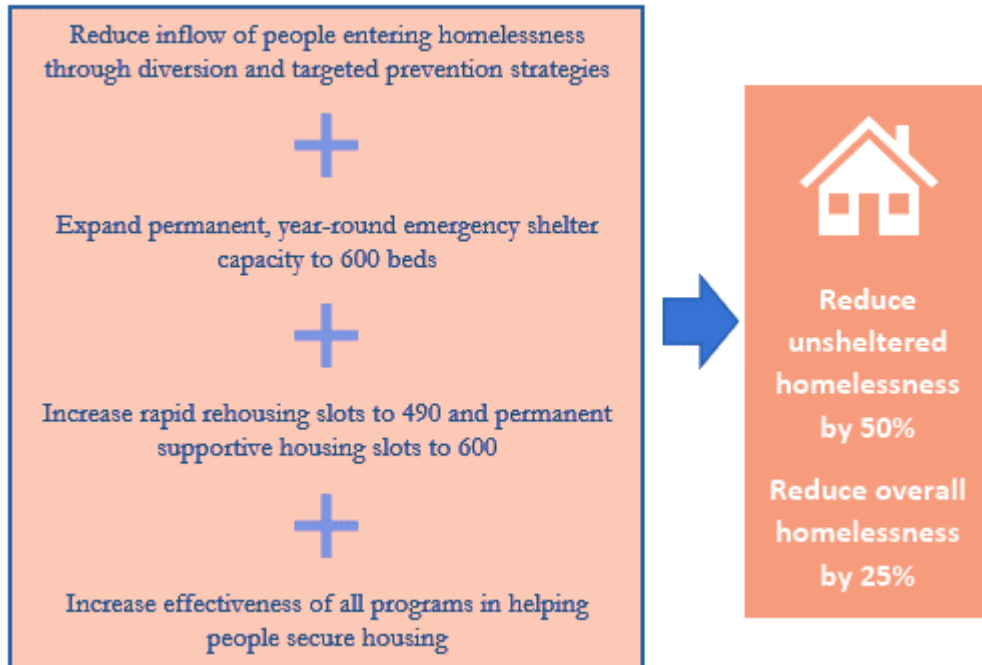 Reduce inflow of people entering homelessness
through diversion and targeted prevention strategies
Expand permanent, year-round emergency shelter
capacity to 600 beds
Increase rapid rehousing slots to 490 and permanent
supportive housing slots to 600
Increase effectiveness of all programs in helping
people secure housing
Reduce
unsheltered
homelessness
by 50%
Reduce overall
homelessness
by 25%